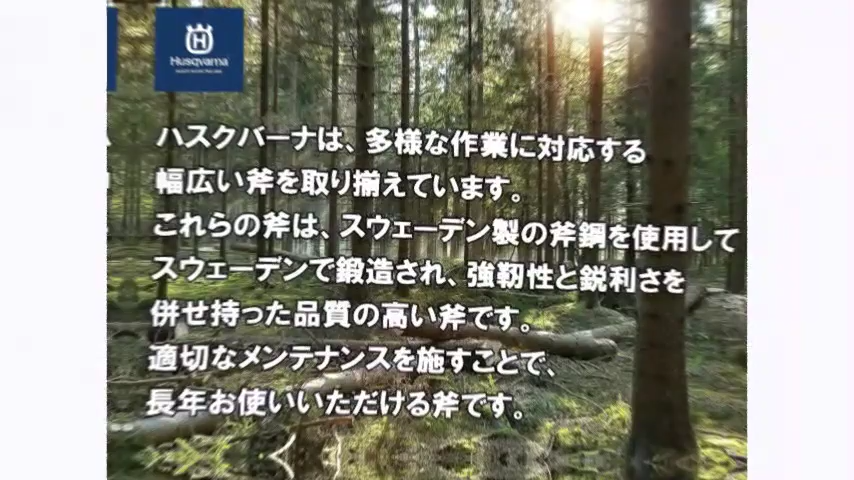 Husqvarna
ハスクバーナは、多様な作業に対応する
幅広い斧を取り揃えています。
これらの斧は、スウェーデン製の斧鋼を使用して
スウェーデンで鍛造され、強靭性と鋭利さを
併せ持った品質の高い斧です。
適切なメンテナンスを施すことで、
長年お使いいただける斧です。